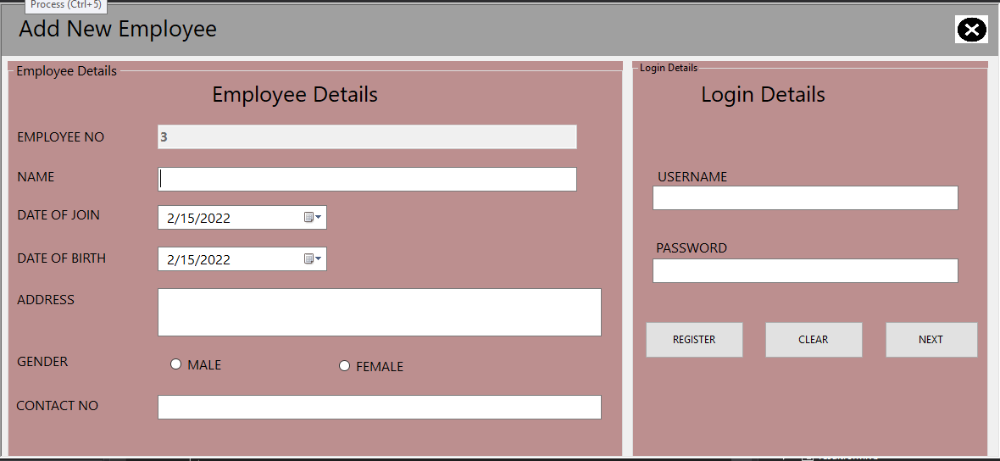 Process (Ctrl+5)
Add New Employee
Employee Details
Employee Details
EMPLOYEE NO
3
NAME
DATE OF JOIN
2/15/2022
DATE OF BIRTH
2/15/2022
ADDRESS
GENDER
MALE
FEMALE
CONTACT NO
Login Details
Login Details
USERNAME
PASSWORD
REGISTER
CLEAR
NEXT